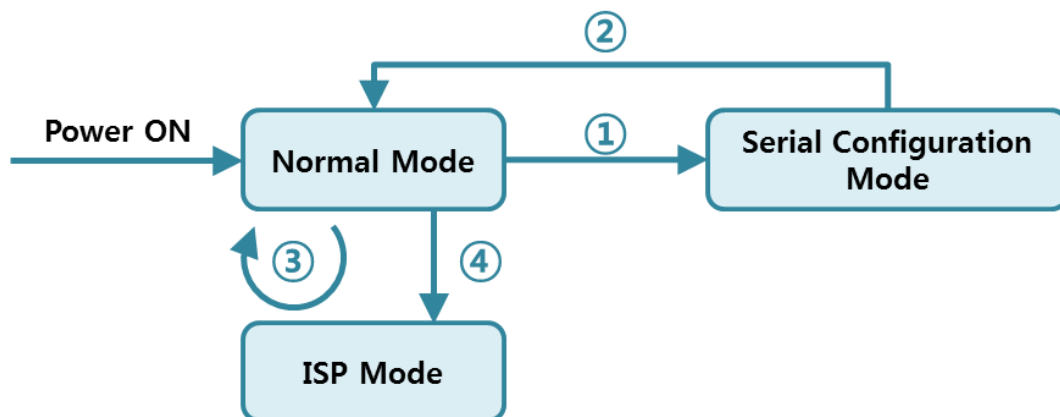 ②
Power ON
Normal Mode
①
Serial Configuration
Mode
③
④
ISP Mode